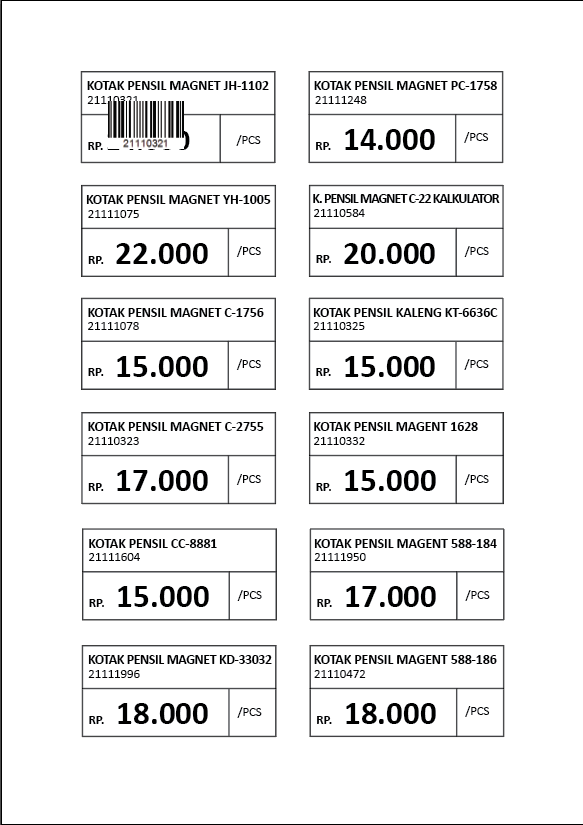 KOTAK PENSIL MAGNET JH-1102
21110321
21110321
RP.
/PCS
KOTAK PENSIL MAGNET PC-1758
21111248
RP. 14.000 /PCS
KOTAK PENSIL MAGNET YH-1005
21111075
RP. 22.000 /PCS
K. PENSIL MAGNET C-22 KALKULATOR
21110584
RP. 20.000 /PCS
KOTAK PENSIL MAGNET C-1756
21111078
RP. 15.000 /PCS
KOTAK PENSIL KALENG KT-6636C
21110325
RP. 15.000 /PCS
KOTAK PENSIL MAGNET C-2755
21110323
RP. 17.000 /PCS
KOTAK PENSIL MAGENT 1628
21110332
RP. 15.000 /PCS
KOTAK PENSIL CC-8881
21111604
RP. 15.000 /PCS
KOTAK PENSIL MAGENT 588-184
21111950
RP. 17.000 /PCS
KOTAK PENSIL MAGNET KD-33032
21111996
RP. 18.000 /PCS
KOTAK PENSIL MAGENT 588-186
21110472
RP. 18.000 /PCS